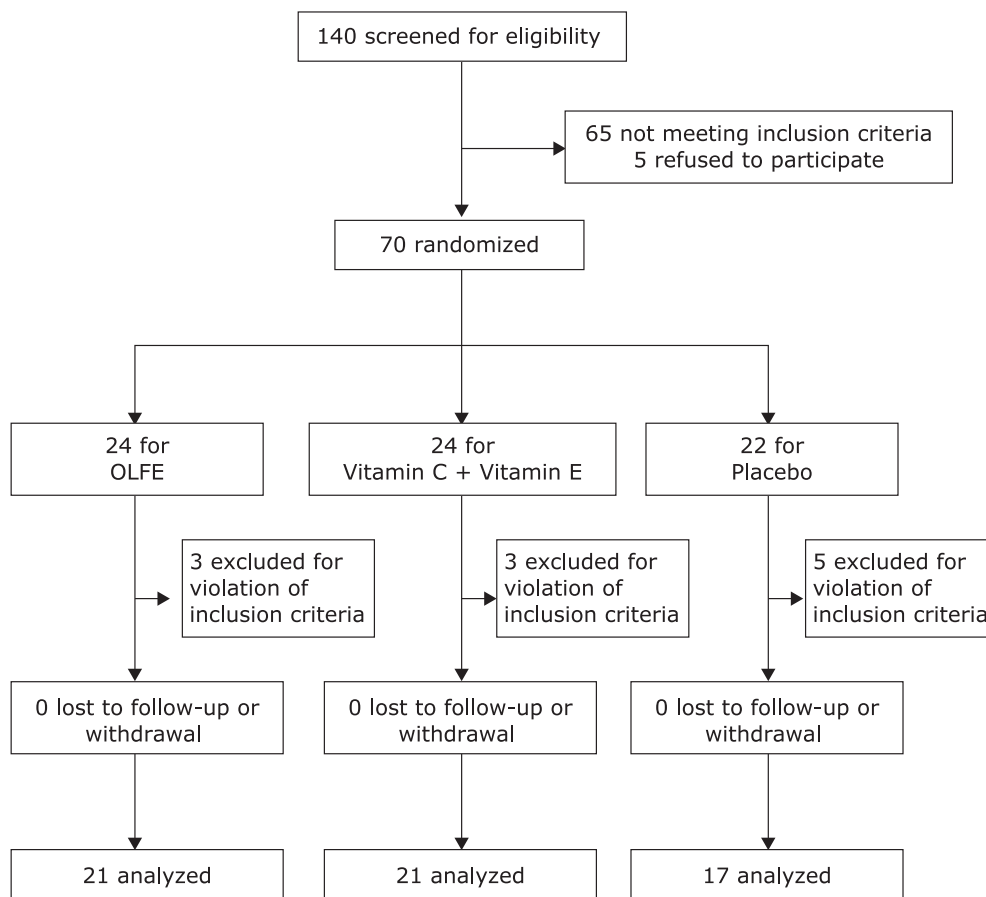 140 screened for eligibility
65 not meeting inclusion criteria
5 refused to participate
70 randomized
24 for
OLFE
24 for
Vitamin C + Vitamin E
22 for
Placebo
3 excluded for
violation of
inclusion criteria
3 excluded for
violation of
inclusion criteria
5 excluded for
violation of
inclusion criteria
0 lost to follow-up or
withdrawal
0 lost to follow-up or
withdrawal
0 lost to follow-up or
withdrawal
21 analyzed
21 analyzed
17 analyzed